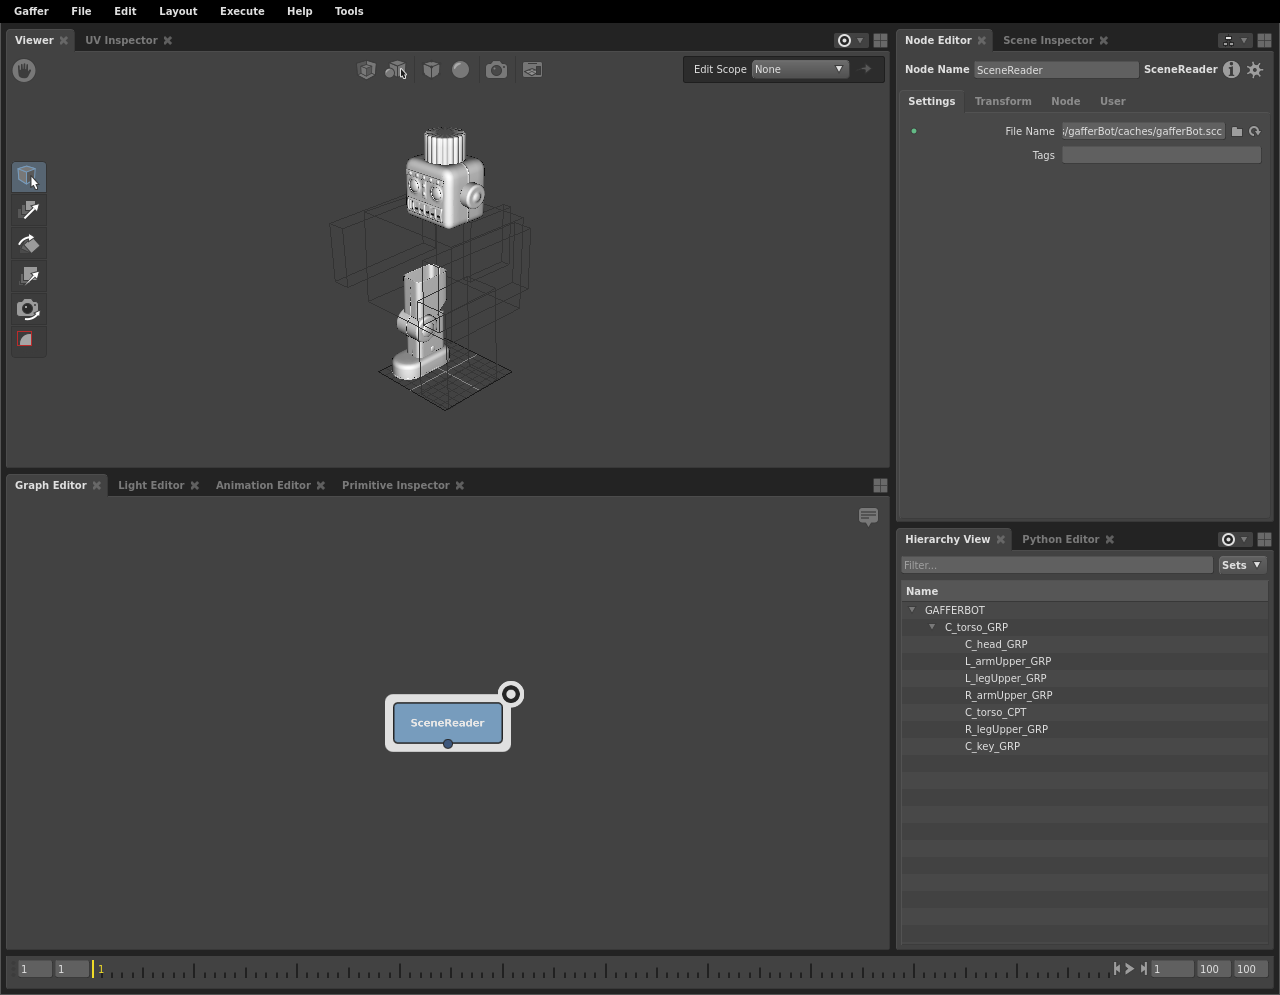 Gaffer File Edit Layout Execute Help Tools
Viewer UV Inspector
Edit Scope None
Graph Editor Light Editor Animation Editor Primitive Inspector
SceneReader
Node Editor Scene Inspector
Node Name SceneReader SceneReader
Settings Transform Node User
File Name /gafferBot/caches/gafferBot.scc
Tags
Hierarchy View Python Editor
Filter... Sets
Name
GAFFERBOT
C_torso_GRP
C_head_GRP
L_armUpper_GRP
L_legUpper_GRP
R_armUpper_GRP
C_torso_CPT
R_legUpper_GRP
C_key_GRP
1 1 1 1 100 100